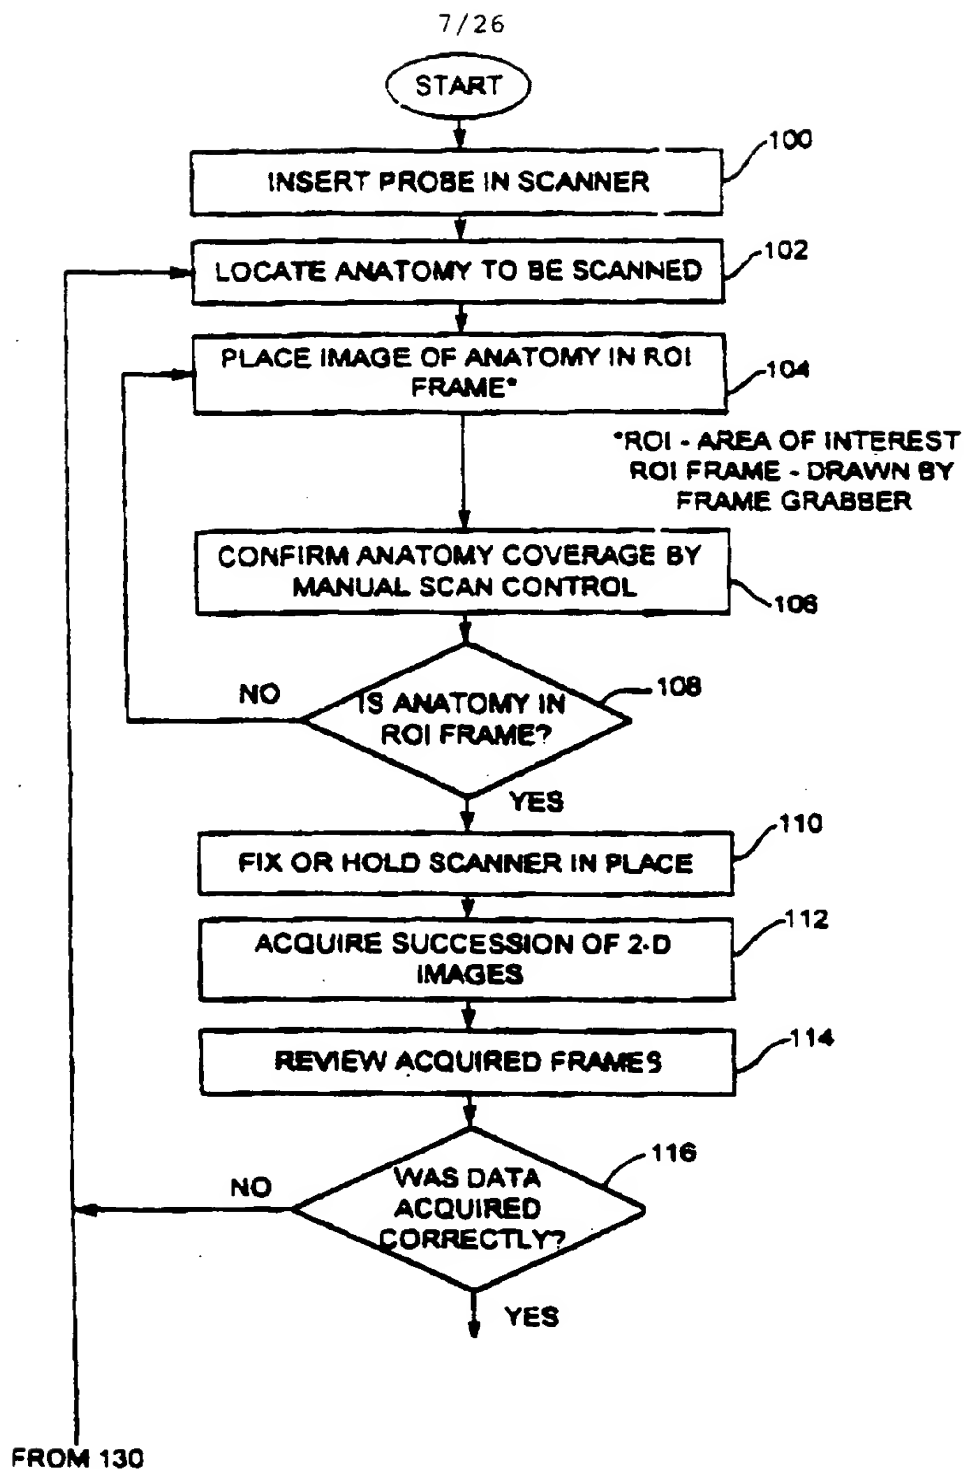 7/26
START
100
INSERT PROBE IN SCANNER
102
LOCATE ANATOMY TO BE SCANNED
PLACE IMAGE OF ANATOMY IN ROI
FRAME*
104
*ROI - AREA OF INTEREST
ROI FRAME - DRAWN BY
FRAME GRABBER
CONFIRM ANATOMY COVERAGE BY
MANUAL SCAN CONTROL
106
NO
108
IS ANATOMY IN
ROI FRAME?
YES
110
FIX OR HOLD SCANNER IN PLACE
112
ACQUIRE SUCCESSION OF 2-D
IMAGES
114
REVIEW ACQUIRED FRAMES
116
NO
WAS DATA
ACQUIRED
CORRECTLY?
YES
FROM 130